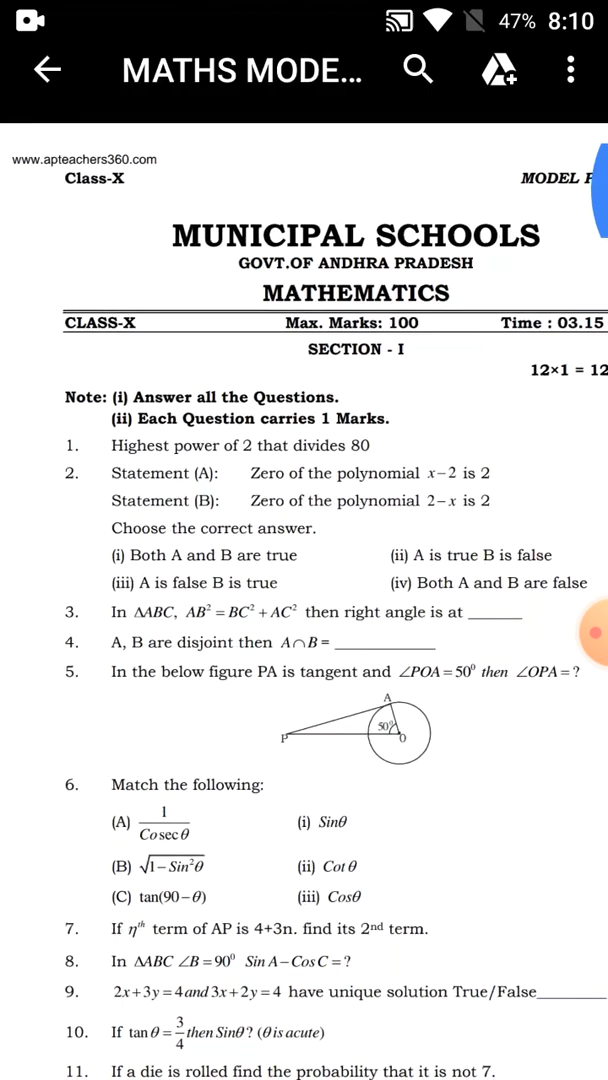 47% 8:10
MATHS MODE...
www.apteachers360.com
Class-X MODEL
MUNICIPAL SCHOOLS
GOVT.OF ANDHRA PRADESH
MATHEMATICS
CLASS-X Max. Marks: 100 Time : 03.15
SECTION - I
12×1 = 12
Note: (i) Answer all the Questions.
(ii) Each Question carries 1 Marks.
1. Highest power of 2 that divides 80
2. Statement (A): Zero of the polynomial x−2 is 2
Statement (B): Zero of the polynomial 2−x is 2
Choose the correct answer.
(i) Both A and B are true (ii) A is true B is false
(iii) A is false B is true (iv) Both A and B are false
3. In ΔABC, AB² = BC² + AC² then right angle is at ______
4. A, B are disjoint then A∩B = ___________
5. In the below figure PA is tangent and ∠POA = 50⁰ then ∠OPA = ?
A
50⁰
P O
6. Match the following:
(A) 1/Cosecθ (i) Sinθ
(B) √(1−Sin²θ) (ii) Cotθ
(C) tan(90−θ) (iii) Cosθ
7. If ηᵗʰ term of AP is 4+3n. find its 2nd term.
8. In ΔABC ∠B = 90⁰ Sin A − Cos C = ?
9. 2x+3y = 4 and 3x+2y = 4 have unique solution True/False________
10. If tan θ = 3/4 then Sinθ ? (θ is acute)
11. If a die is rolled find the probability that it is not 7.